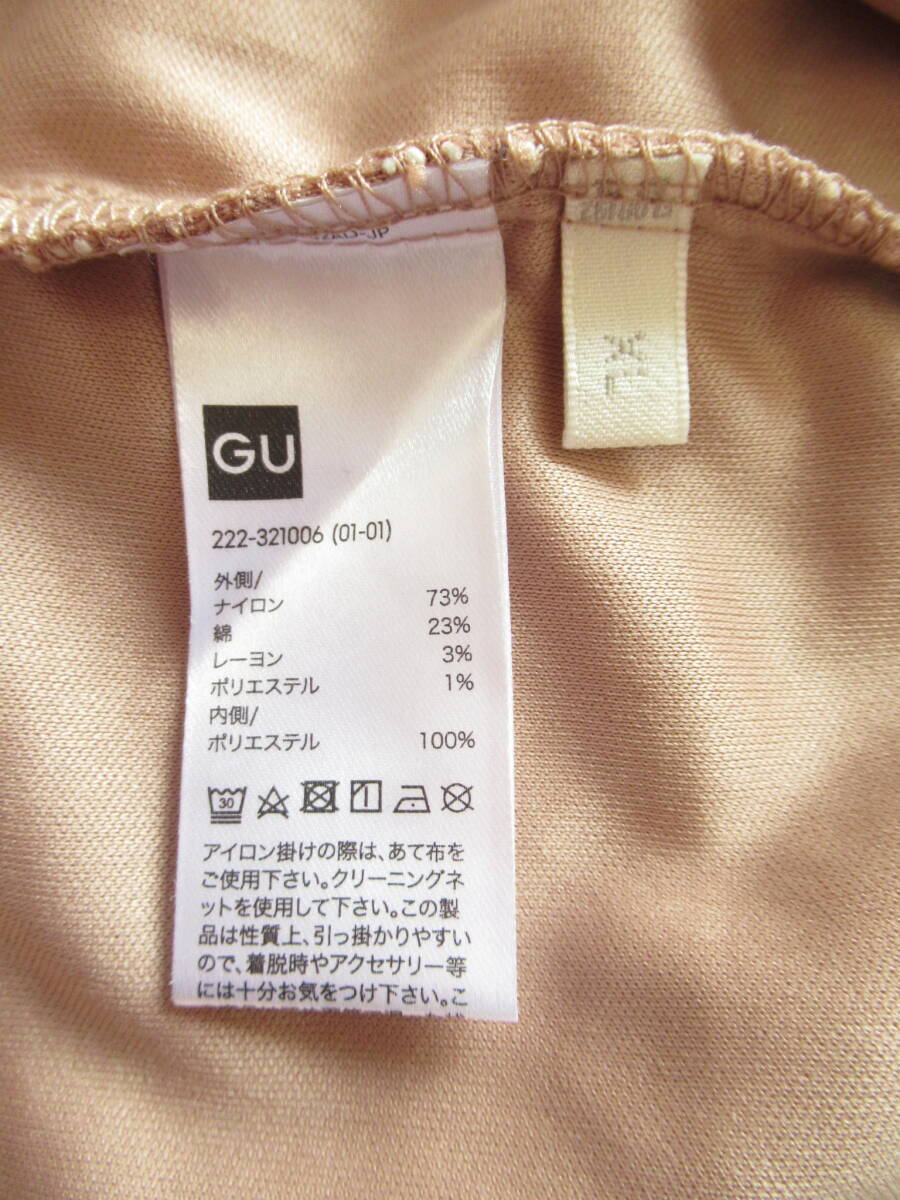 GU
222-321006 (01-01)
外側/
ナイロン 73%
綿 23%
レーヨン 3%
ポリエステル 1%
内側/
ポリエステル 100%
30
アイロン掛けの際は、あて布を
ご使用下さい。クリーニングネ
ットを使用して下さい。この製
品は性質上、引っ掛かりやすい
ので、着脱時やアクセサリー等
には十分お気をつけ下さい。こ
XL